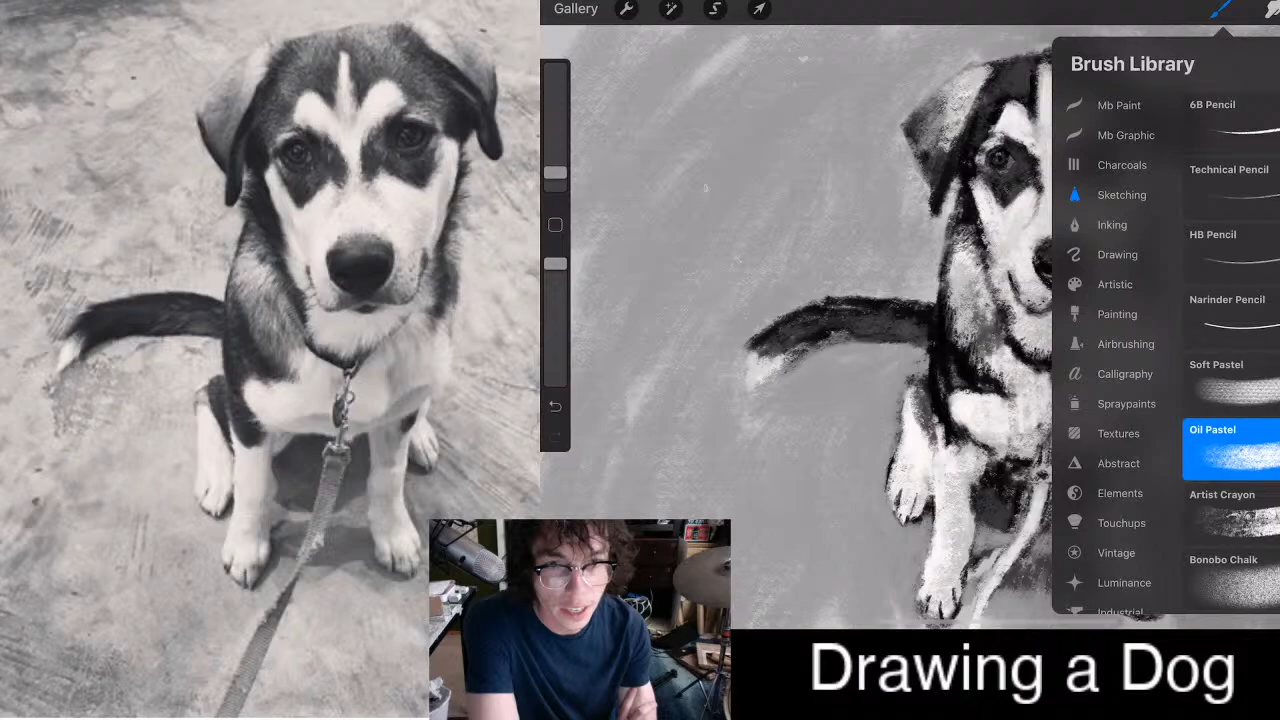 Gallery
Brush Library
Mb Paint
Mb Graphic
Charcoals
Sketching
Inking
Drawing
Artistic
Painting
Airbrushing
Calligraphy
Spraypaints
Textures
Abstract
Elements
Touchups
Vintage
Luminance
Industrial
6B Pencil
Technical Pencil
HB Pencil
Narinder Pencil
Soft Pastel
Oil Pastel
Artist Crayon
Bonobo Chalk
Drawing a Dog